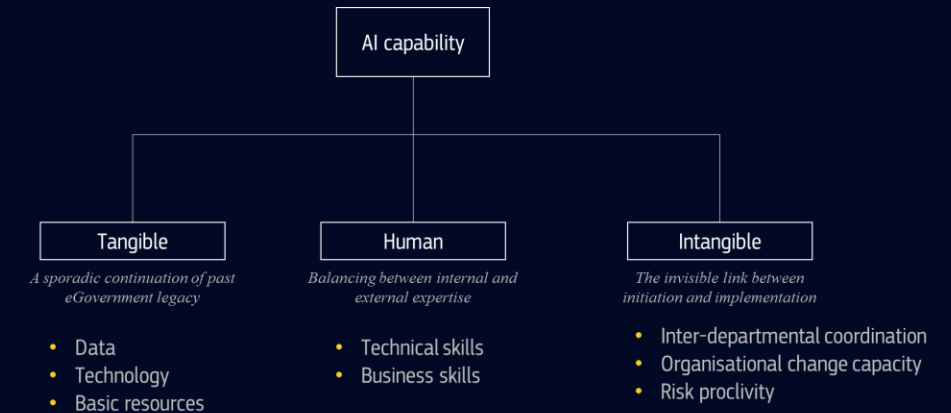 AI capability
Tangible
A sporadic continuation of past
eGovernment legacy
• Data
• Technology
• Basic resources
Human
Balancing between internal and
external expertise
• Technical skills
• Business skills
Intangible
The invisible link between
initiation and implementation
• Inter-departmental coordination
• Organisational change capacity
• Risk proclivity